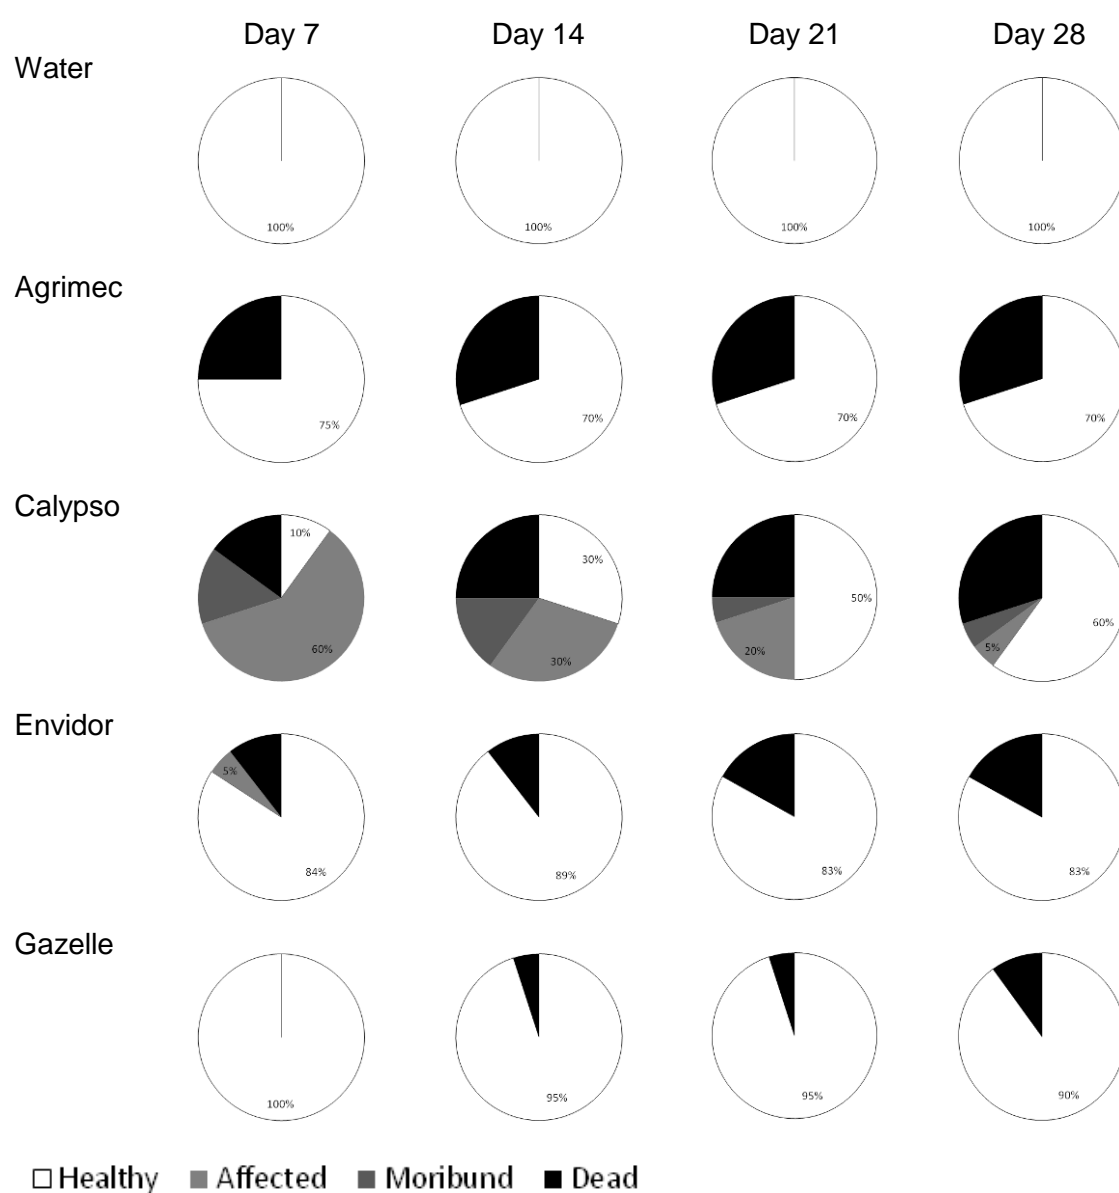 Day 7 Day 14 Day 21 Day 28
Water
100% 100% 100% 100%
Agrimec
75% 70% 70% 70%
Calypso
10%
30%
50%
60%
60% 30% 20% 5%
Envidor
5%
84% 89% 83% 83%
Gazelle
100% 95% 95% 90%
Healthy Affected Moribund Dead